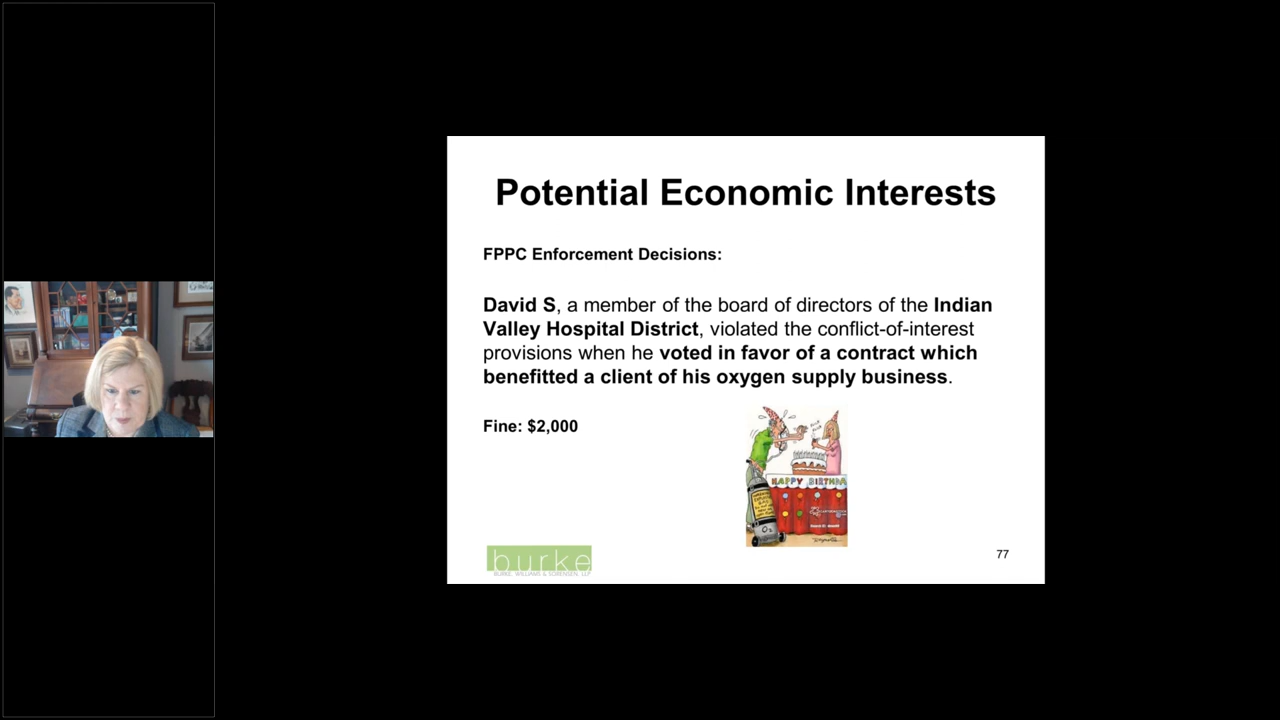 Potential Economic Interests
FPPC Enforcement Decisions:
David S, a member of the board of directors of the Indian
Valley Hospital District, violated the conflict-of-interest
provisions when he voted in favor of a contract which
benefitted a client of his oxygen supply business.
Fine: $2,000
HAPPY BIRTHDA
O2
burke
BURKE, WILLIAMS & SORENSEN, LLP
77